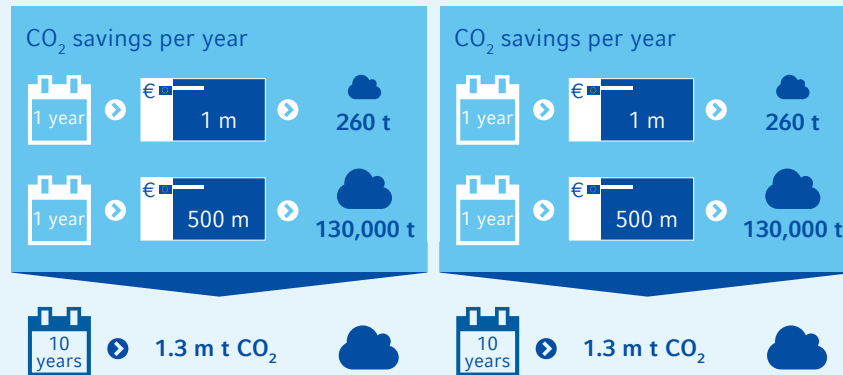 CO₂ savings per year
1 year € 1 m 260 t
1 year € 500 m 130,000 t
10 years 1.3 m t CO₂
CO₂ savings per year
1 year € 1 m 260 t
1 year € 500 m 130,000 t
10 years 1.3 m t CO₂